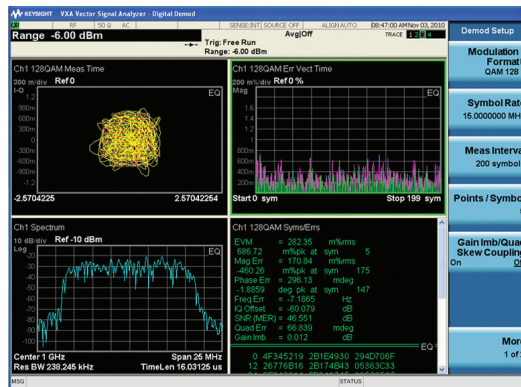 KEYSIGHT VXA Vector Signal Analyzer - Digital Demod
RF 50 Ω AC SENSE:INT SOURCE OFF ALIGN AUTO 08:47:00 AM Nov 03, 2010
Range -6.00 dBm
Avg|Off
TRACE 1 2 3 4
Trig: Free Run
Range: -6.00 dBm
Ch1 128QAM Meas Time
300 m/div Ref 0
I-Q
EQ
1.2
900m
600m
300m
0
-300m
-600m
-900m
-1.2
-2.5704225 2.57042254
Ch1 128QAM Err Vect Time
200 m%/div Ref 0 %
Mag
EQ
1.6
1.4
1.2
1
800m
600m
400m
200m
Start 0 sym Stop 199 sym
Ch1 Spectrum
10 dB/div Ref -10 dBm
Log
EQ
-20
-30
-40
-50
-60
-70
-80
-90
-100
Center 1 GHz Span 25 MHz
Res BW 238.245 kHz TimeLen 16.03125 us
Ch1 128QAM Syms/Errs
EVM = 282.35 m%rms
686.72 m%pk at sym 5
Mag Err = 170.84 m%rms
-460.26 m%pk at sym 175
Phase Err = 296.13 mdeg
-1.8859 deg pk at sym 147
Freq Err = -7.1865 Hz
IQ Offset = -60.079 dB
SNR (MER) = 46.551 dB
Quad Err = 66.839 mdeg
Gain Imb = 0.012 dB
EQ
0 4F345219 2B1E4930 294D706F
12 26776B16 2B174B43 05363C33
Demod Setup
Modulation
Format
QAM 128
Symbol Rat
15.0000000 MH
Meas Interva
200 symbol
Points / Symbo
Gain Imb/Qua
Skew Coupling
On
More
1 of
MSG STATUS